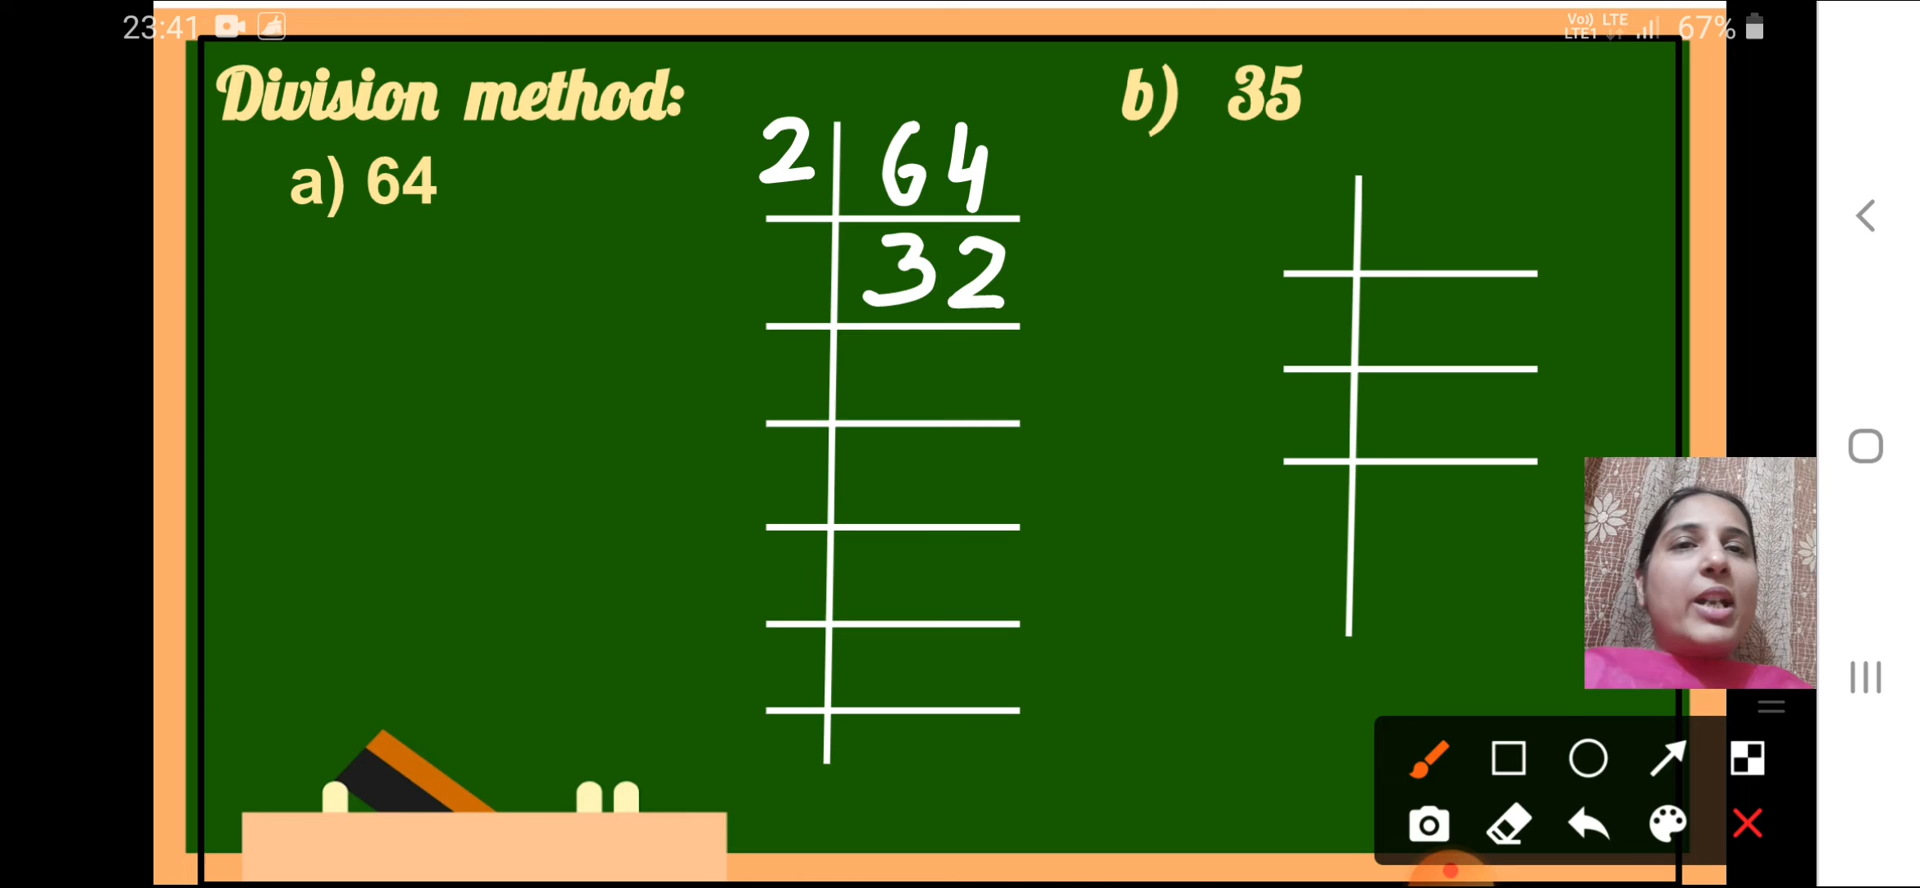 23:41
Vo)) LTE
LTE1
67%
Division method:
a) 64
2 64
32
b) 35